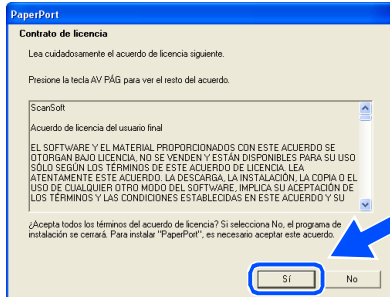 PaperPort
Contrato de licencia
Lea cuidadosamente el acuerdo de licencia siguiente.
Presione la tecla AV PÁG para ver el resto del acuerdo.
ScanSoft
Acuerdo de licencia del usuario final
EL SOFTWARE Y EL MATERIAL PROPORCIONADOS CON ESTE ACUERDO SE
OTORGAN BAJO LICENCIA, NO SE VENDEN Y ESTÁN DISPONIBLES PARA SU USO
SÓLO SEGÚN LOS TÉRMINOS DE ESTE ACUERDO DE LICENCIA. LEA
ATENTAMENTE ESTE ACUERDO. LA DESCARGA, LA INSTALACIÓN, LA COPIA O EL
USO DE CUALQUIER OTRO MODO DEL SOFTWARE, IMPLICA SU ACEPTACIÓN DE
LOS TÉRMINOS Y LAS CONDICIONES ESTABLECIDAS EN ESTE ACUERDO Y SU
¿Acepta todos los términos del acuerdo de licencia? Si selecciona No, el programa de
instalación se cerrará. Para instalar "PaperPort", es necesario aceptar este acuerdo.
Sí
No